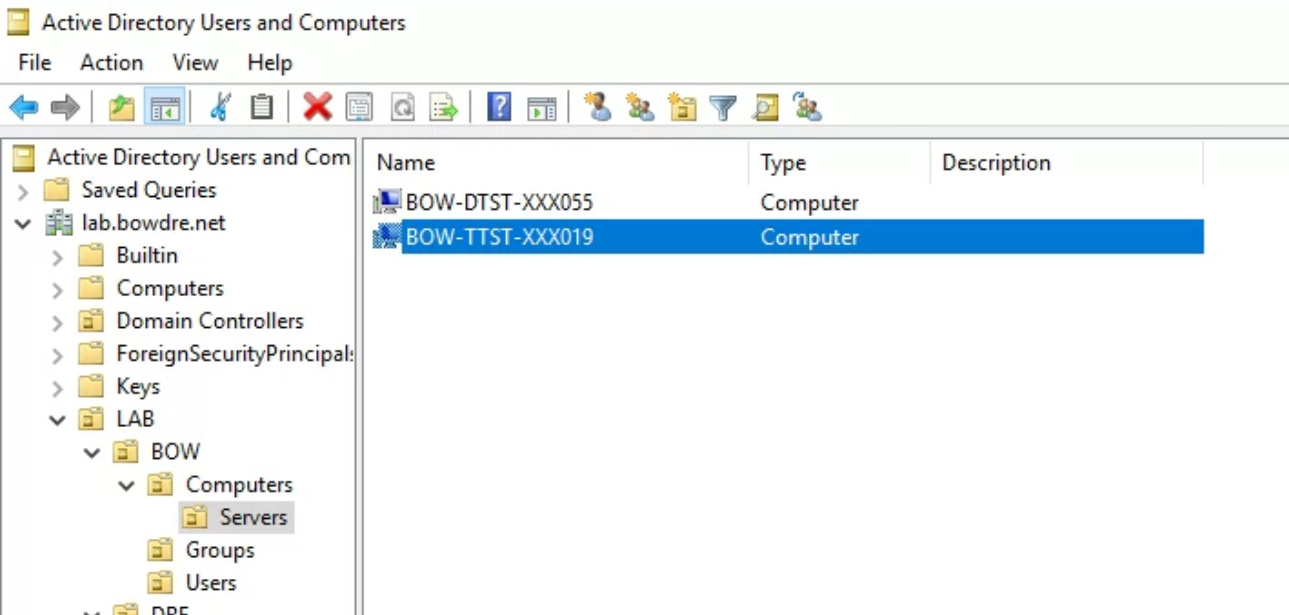 Active Directory Users and Computers
File Action View Help
Active Directory Users and Com
Saved Queries
lab.bowdre.net
Builtin
Computers
Domain Controllers
ForeignSecurityPrincipals
Keys
LAB
BOW
Computers
Servers
Groups
Users
Name Type Description
BOW-DTST-XXX055 Computer
BOW-TTST-XXX019 Computer